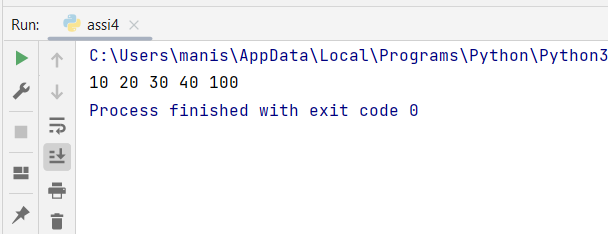 Run: assi4
C:\Users\manis\AppData\Local\Programs\Python\Python3
10 20 30 40 100
Process finished with exit code 0